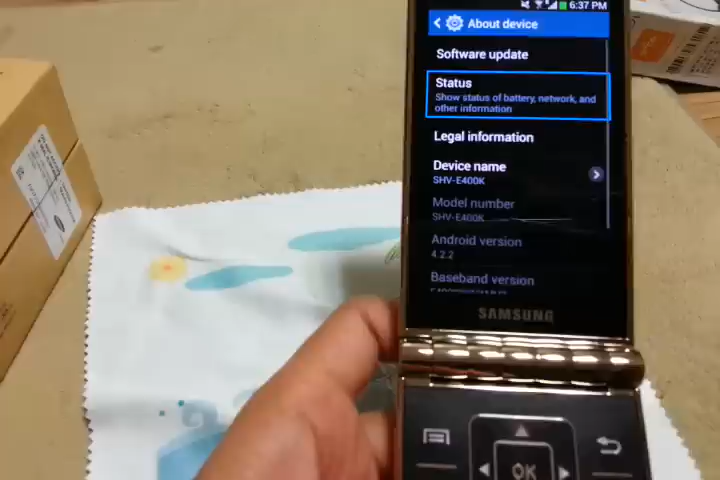 6:37 PM
About device
Software update
Status
Show status of battery, network, and
other information
Legal information
Device name
SHV-E400K
Model number
SHV-E400K
Android version
4.2.2
Baseband version
SAMSUNG
OK